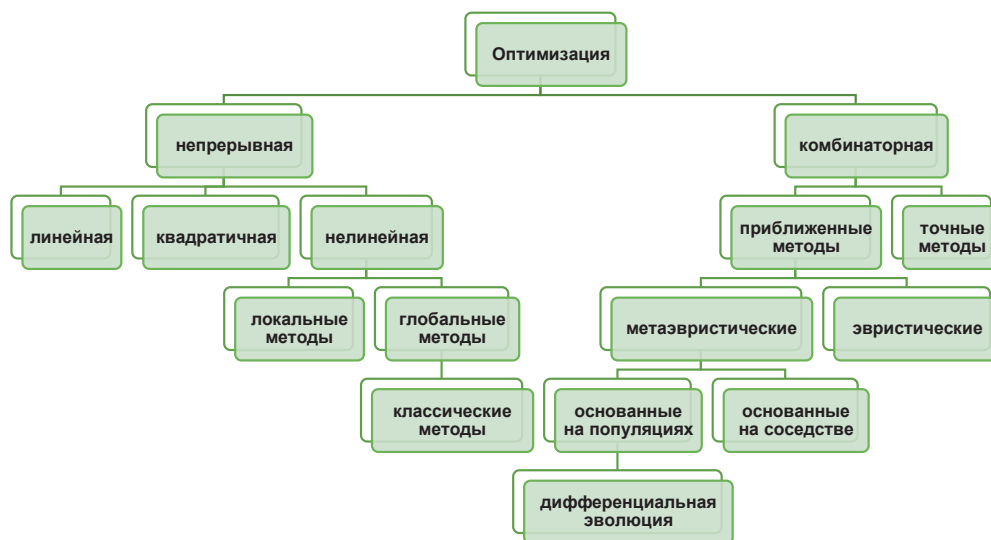 Оптимизация
непрерывная
комбинаторная
линейная
квадратичная
нелинейная
приближенные
методы
точные
методы
локальные
методы
глобальные
методы
метаэвристические
эвристические
классические
методы
основанные
на популяциях
основанные
на соседстве
дифференциальная
эволюция